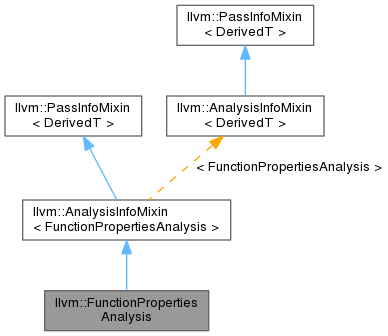 llvm::PassInfoMixin
< DerivedT >
llvm::PassInfoMixin
< DerivedT >
llvm::AnalysisInfoMixin
< DerivedT >
< FunctionPropertiesAnalysis >
llvm::AnalysisInfoMixin
< FunctionPropertiesAnalysis >
llvm::FunctionProperties
Analysis